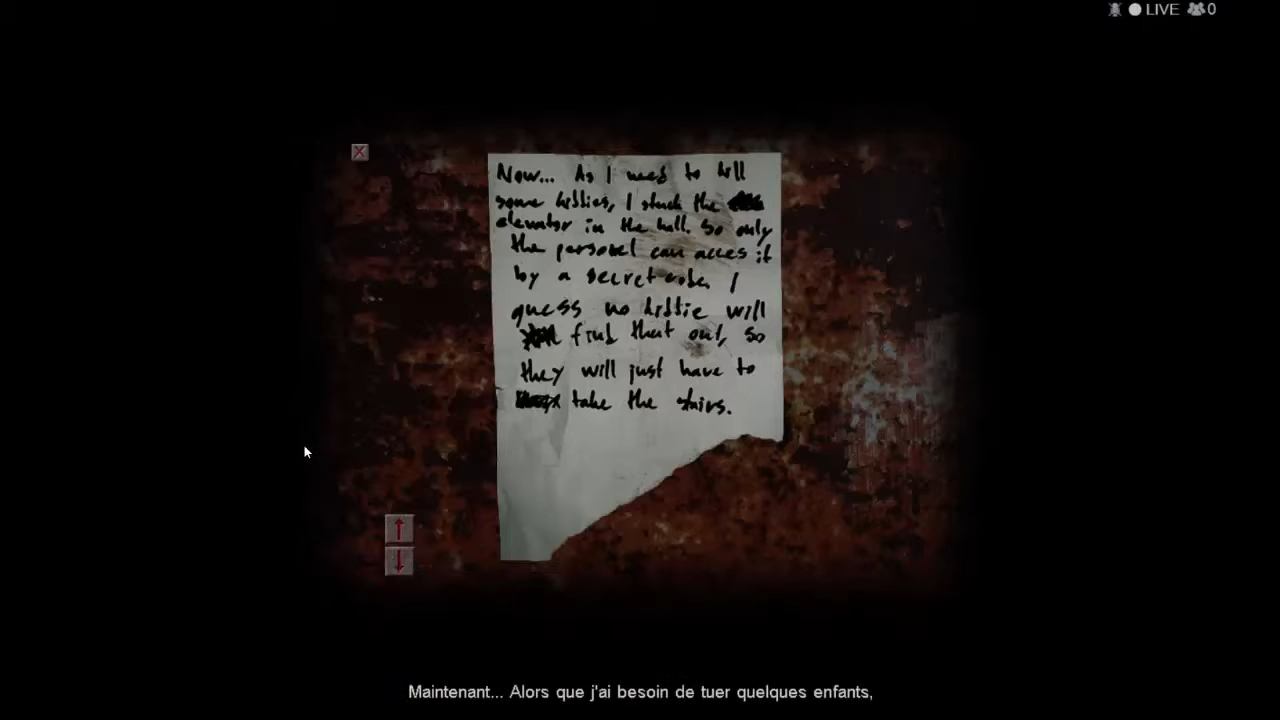 LIVE 0
Now... As I need to kill
some kiddies, I stuck the
elevator in the hall. So only
the personel can acces it
by a secret code. I
guess no kiddie will
find that out, so
they will just have to
take the stairs.
Maintenant... Alors que j'ai besoin de tuer quelques enfants,